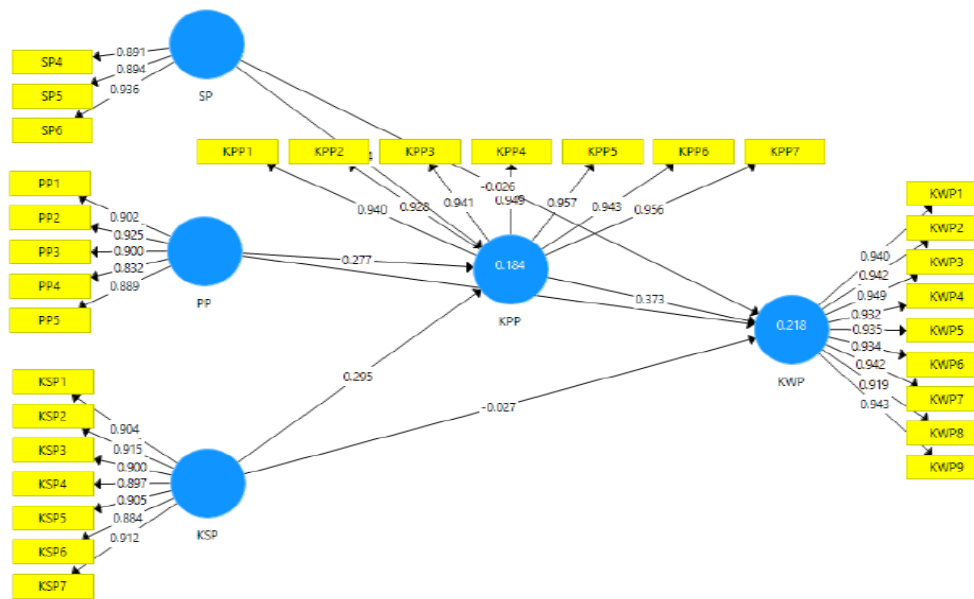 SP4
0.891
SP5
0.894
SP6
0.936
SP
KPP1
KPP2
KPP3
KPP4
KPP5
KPP6
KPP7
0.940
0.928
0.941
0.949
0.957
0.943
0.956
-0.026
PP1
PP2
PP3
PP4
PP5
0.902
0.925
0.900
0.832
0.889
PP
0.277
0.184
KPP
0.373
0.295
-0.027
0.218
KWP
KWP1
KWP2
KWP3
KWP4
KWP5
KWP6
KWP7
KWP8
KWP9
0.940
0.942
0.949
0.932
0.935
0.934
0.942
0.919
0.943
KSP1
KSP2
KSP3
KSP4
KSP5
KSP6
KSP7
0.904
0.915
0.900
0.897
0.905
0.884
0.912
KSP